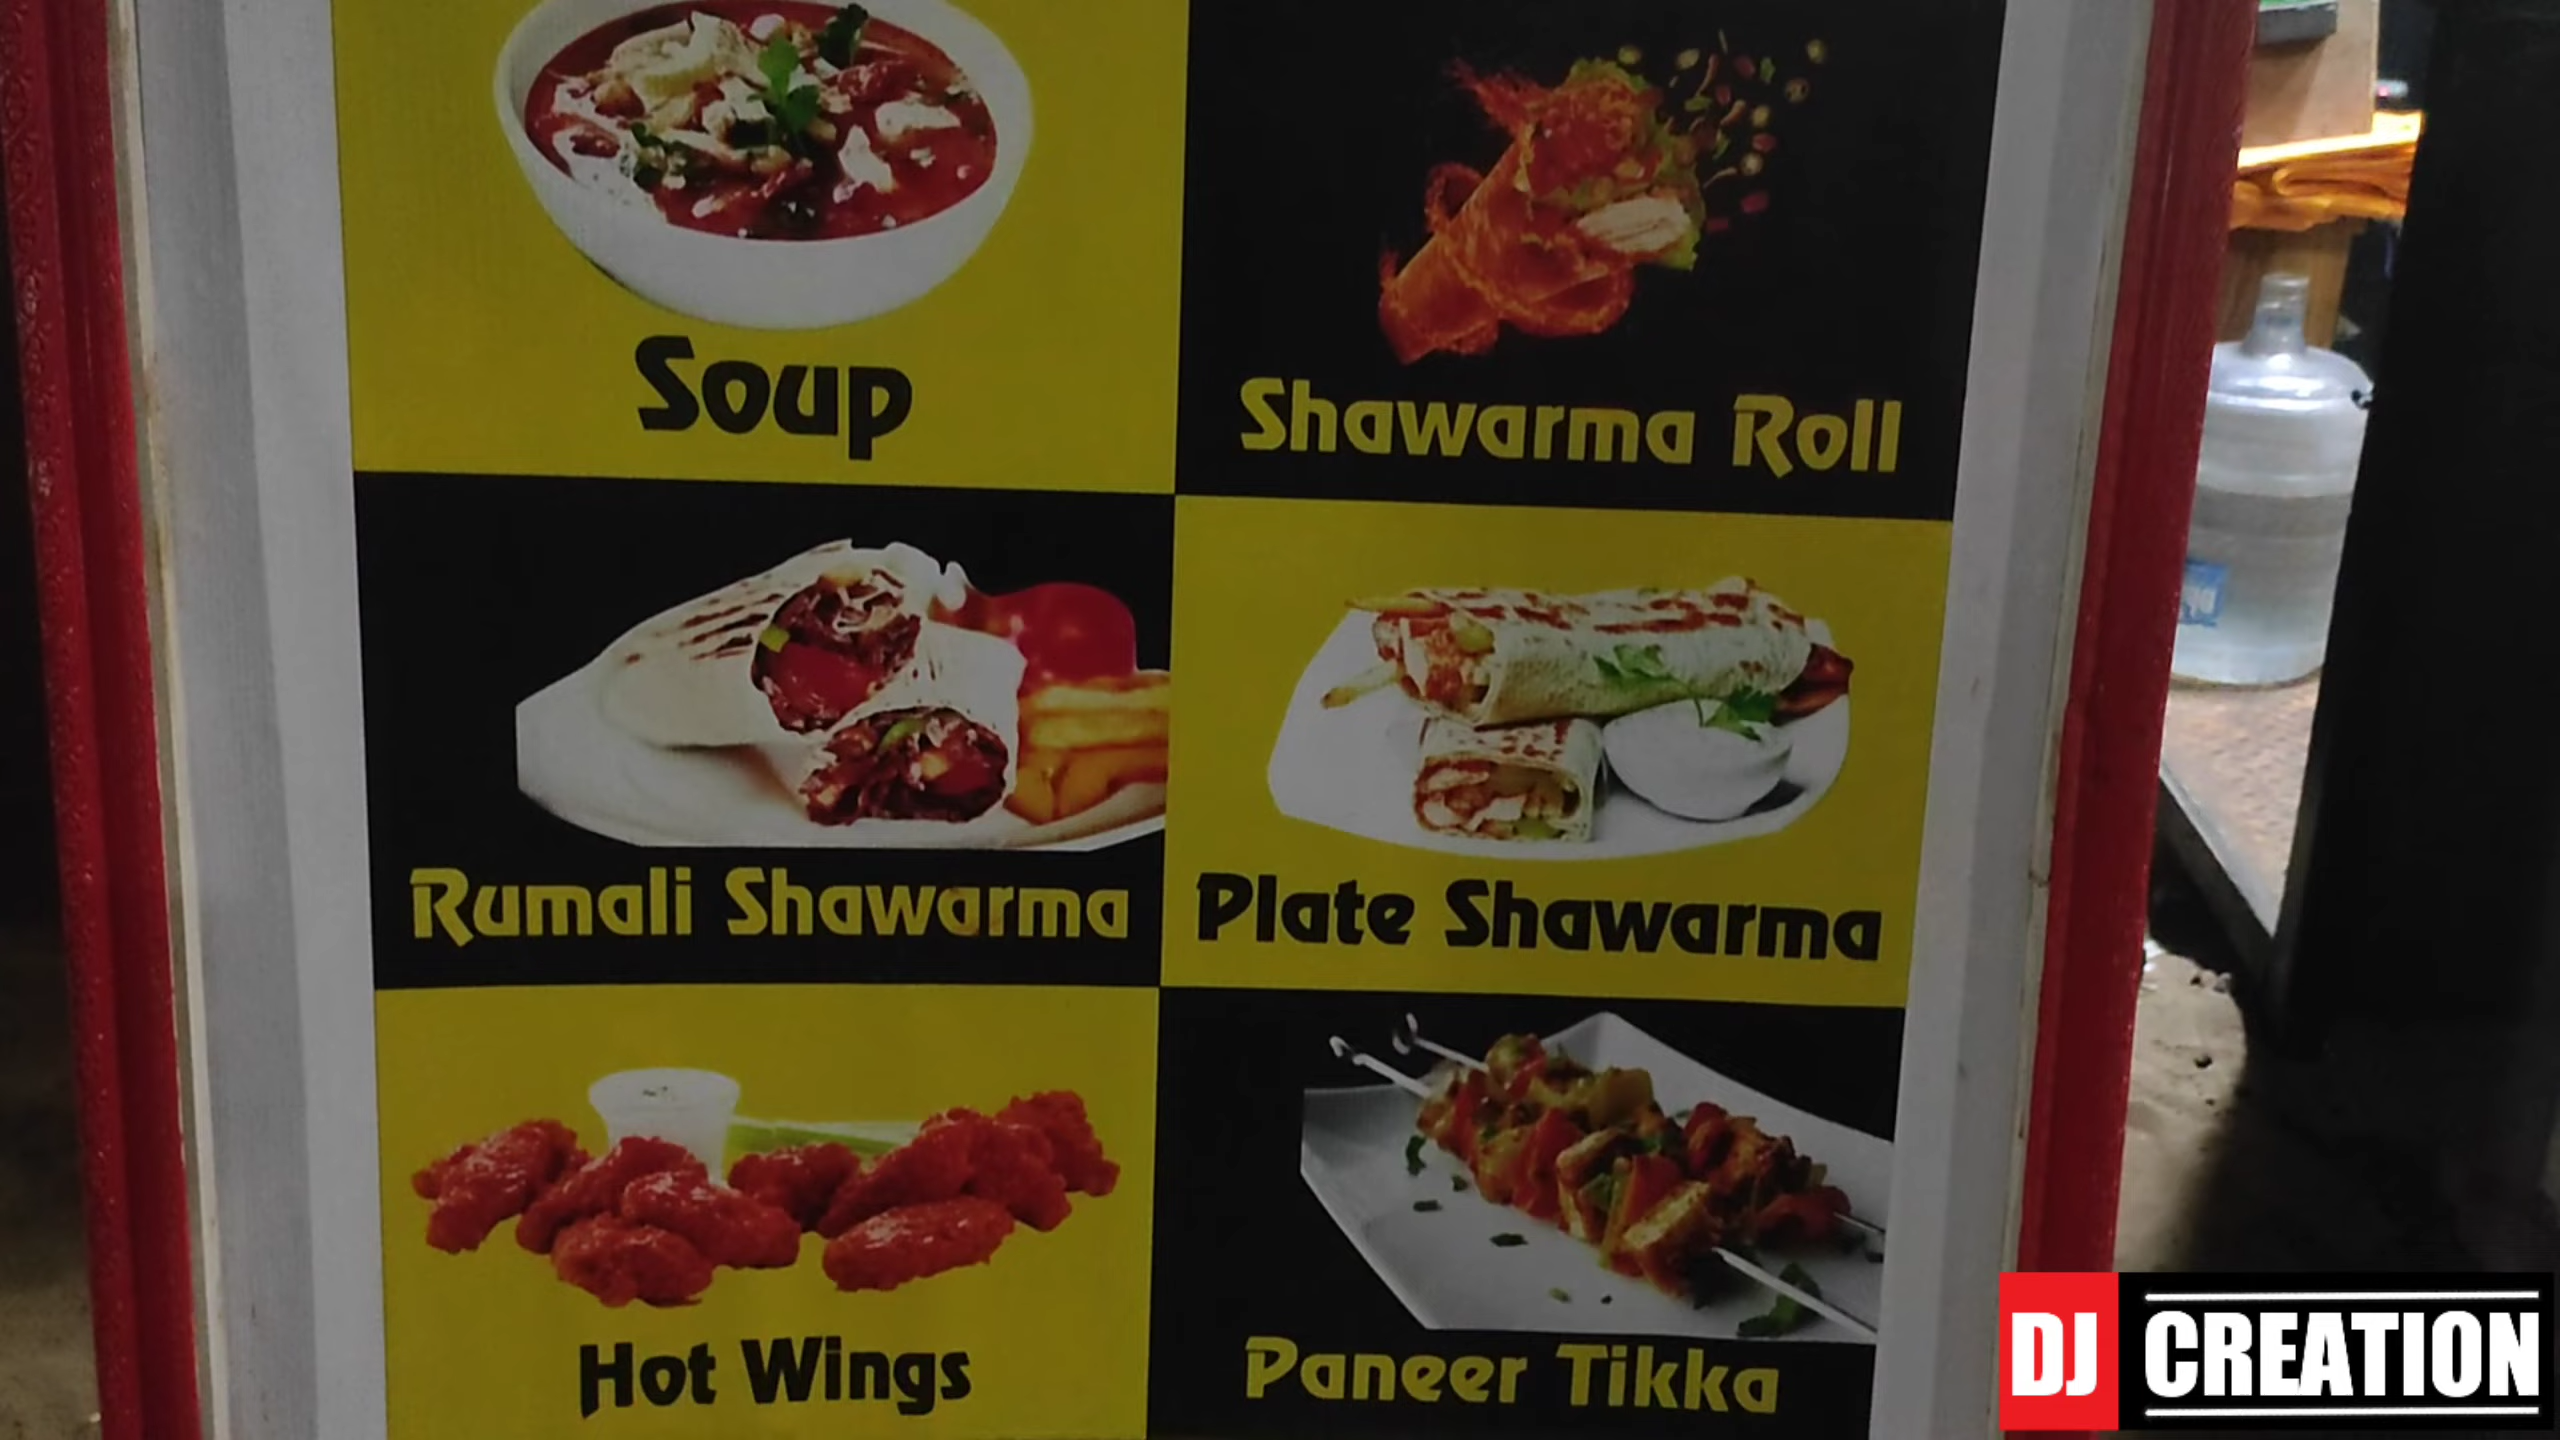 Soup
Shawarma Roll
Rumali Shawarma
Plate Shawarma
Hot Wings
Paneer Tikka
DJ CREATION